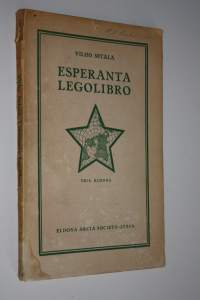 VILHO SETÄLÄ
ESPERANTA
LEGOLIBRO
ELDONA AKCIA SOCIETO OTAVA